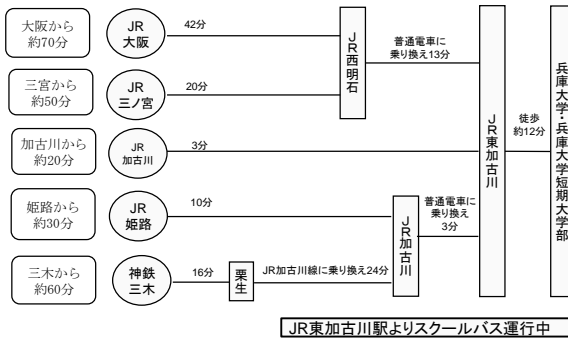 大阪から
約70分
JR
大阪
42分
JR西明石
普通電車に
乗り換え13分
三宮から
約50分
JR
三ノ宮
20分
加古川から
約20分
JR
加古川
3分
JR東加古川
徒歩
約12分
兵庫大学・兵庫大学短期大学部
姫路から
約30分
JR
姫路
10分
JR加古川
普通電車に
乗り換え
3分
三木から
約60分
神鉄
三木
16分
粟生
JR加古川線に乗り換え24分
JR東加古川駅よりスクールバス運行中